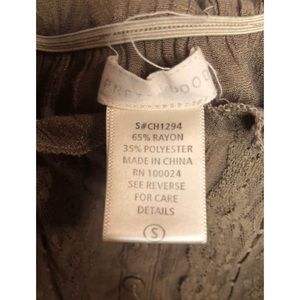 S#CH1294
65% RAYON
35% POLYESTER
MADE IN CHINA
RN 100024
SEE REVERSE
FOR CARE
DETAILS
S